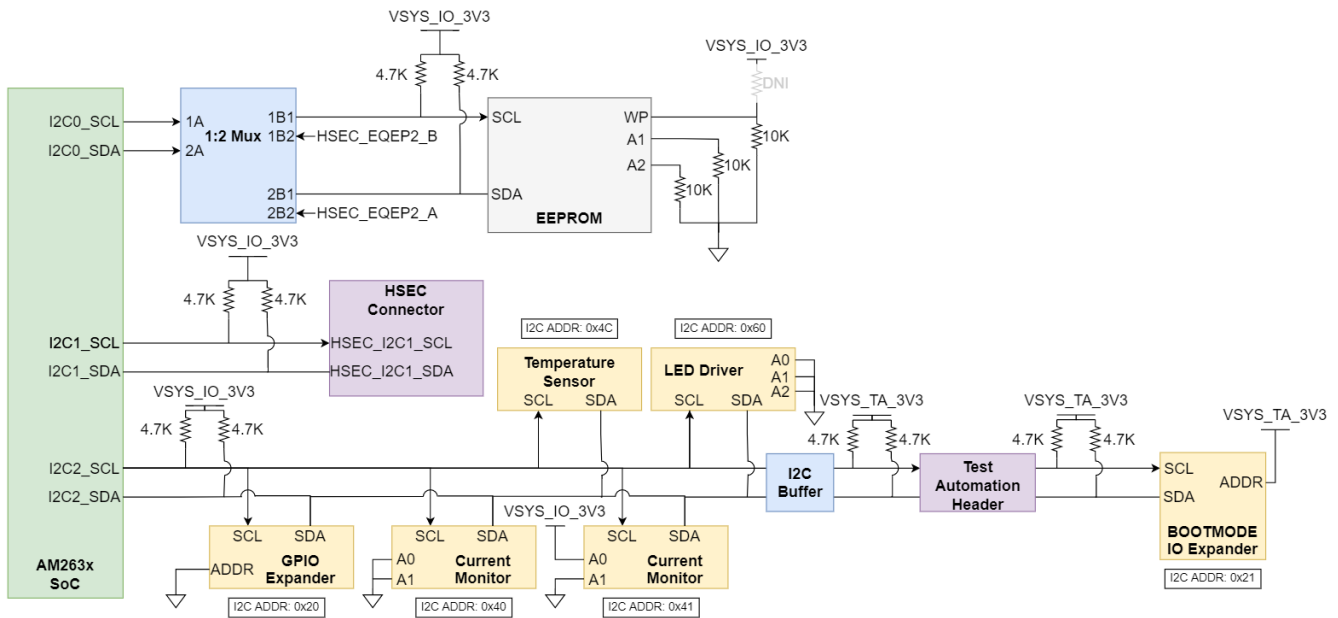 VSYS_IO_3V3
4.7K
4.7K
VSYS_IO_3V3
DNI
I2C0_SCL
1A
1:2 Mux
1B1
1B2
HSEC_EQEP2_B
I2C0_SDA
2A
2B1
2B2
HSEC_EQEP2_A
SCL
SDA
EEPROM
WP
A1
A2
10K
10K
10K
VSYS_IO_3V3
4.7K
4.7K
HSEC
Connector
I2C1_SCL
HSEC_I2C1_SCL
I2C1_SDA
HSEC_I2C1_SDA
I2C ADDR: 0x4C
Temperature
Sensor
SCL
SDA
I2C ADDR: 0x60
LED Driver
A0
A1
A2
SCL
SDA
VSYS_IO_3V3
4.7K
4.7K
VSYS_TA_3V3
4.7K
4.7K
VSYS_TA_3V3
4.7K
4.7K
VSYS_TA_3V3
I2C2_SCL
I2C2_SDA
I2C
Buffer
Test
Automation
Header
SCL
ADDR
SDA
BOOTMODE
IO Expander
I2C ADDR: 0x21
SCL
SDA
ADDR
GPIO
Expander
I2C ADDR: 0x20
SCL
SDA
A0
A1
Current
Monitor
I2C ADDR: 0x40
VSYS_IO_3V3
SCL
SDA
A0
A1
Current
Monitor
I2C ADDR: 0x41
AM263x
SoC